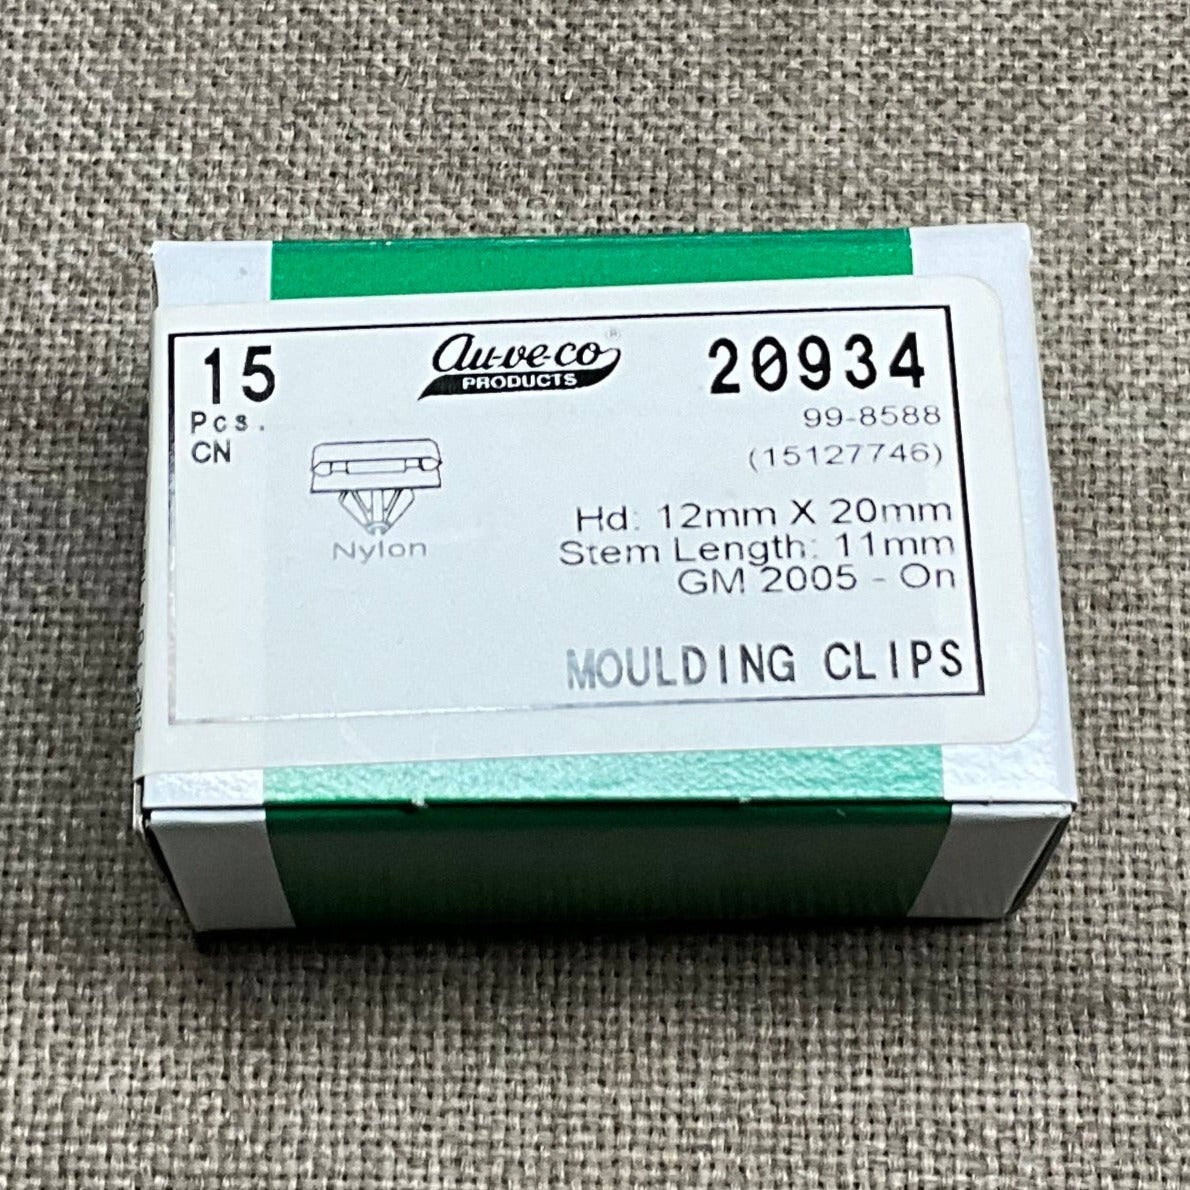 15
Pcs.
CN
au-ve-co®
PRODUCTS
20934
99-8588
(15127746)
Nylon
Hd: 12mm X 20mm
Stem Length: 11mm
GM 2005 - On
MOULDING CLIPS